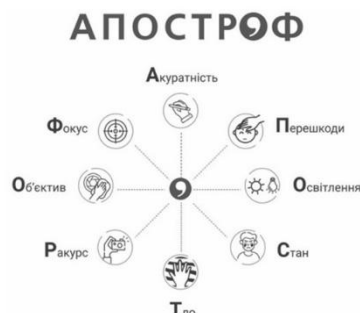 АПОСТРОФ
Акуратність
Фокус
Перешкоди
Об'єктив
Освітлення
Ракурс
Стан
Тло